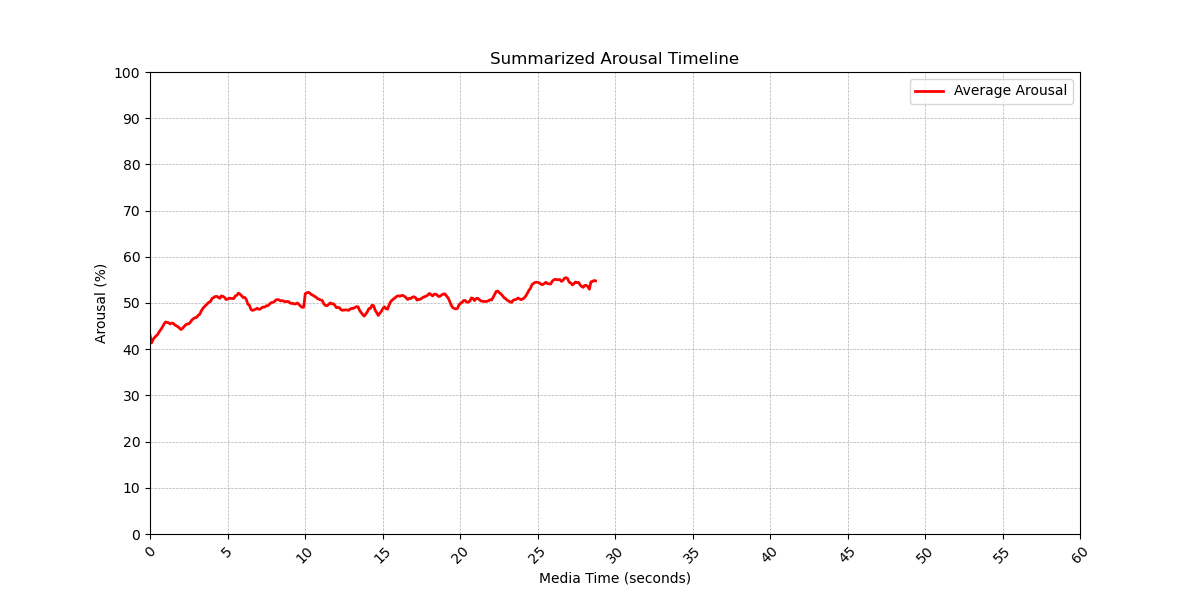 Summarized Arousal Timeline
Average Arousal
Arousal (%)
100
90
80
70
60
50
40
30
20
10
0
0 5 10 15 20 25 30 35 40 45 50 55 60
Media Time (seconds)